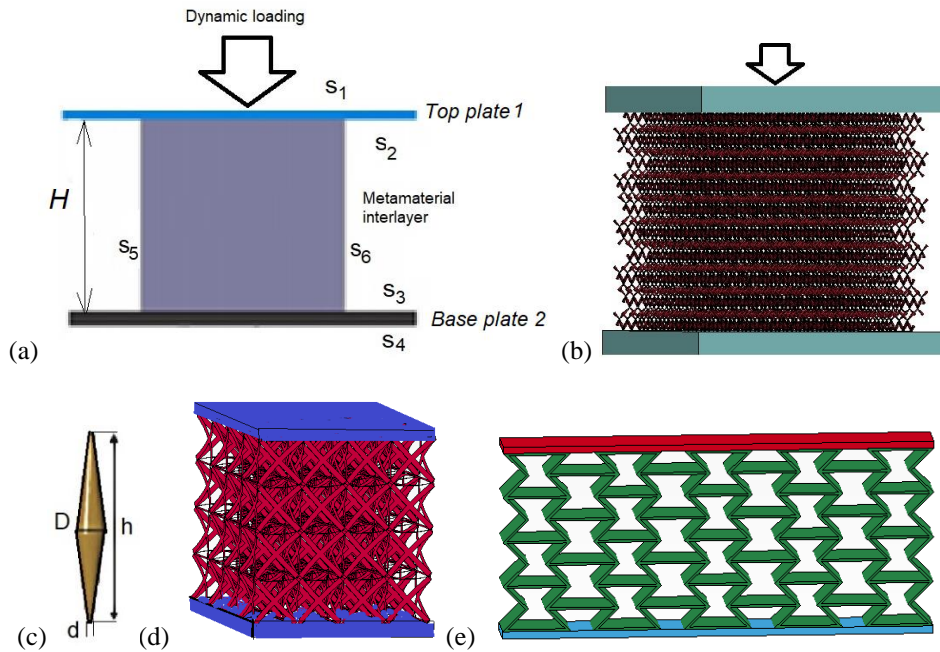 Dynamic loading
s1
Top plate 1
s2
H
Metamaterial
interlayer
s5
s6
s3
Base plate 2
s4
(a)
(b)
D
h
d
(c)
(d)
(e)